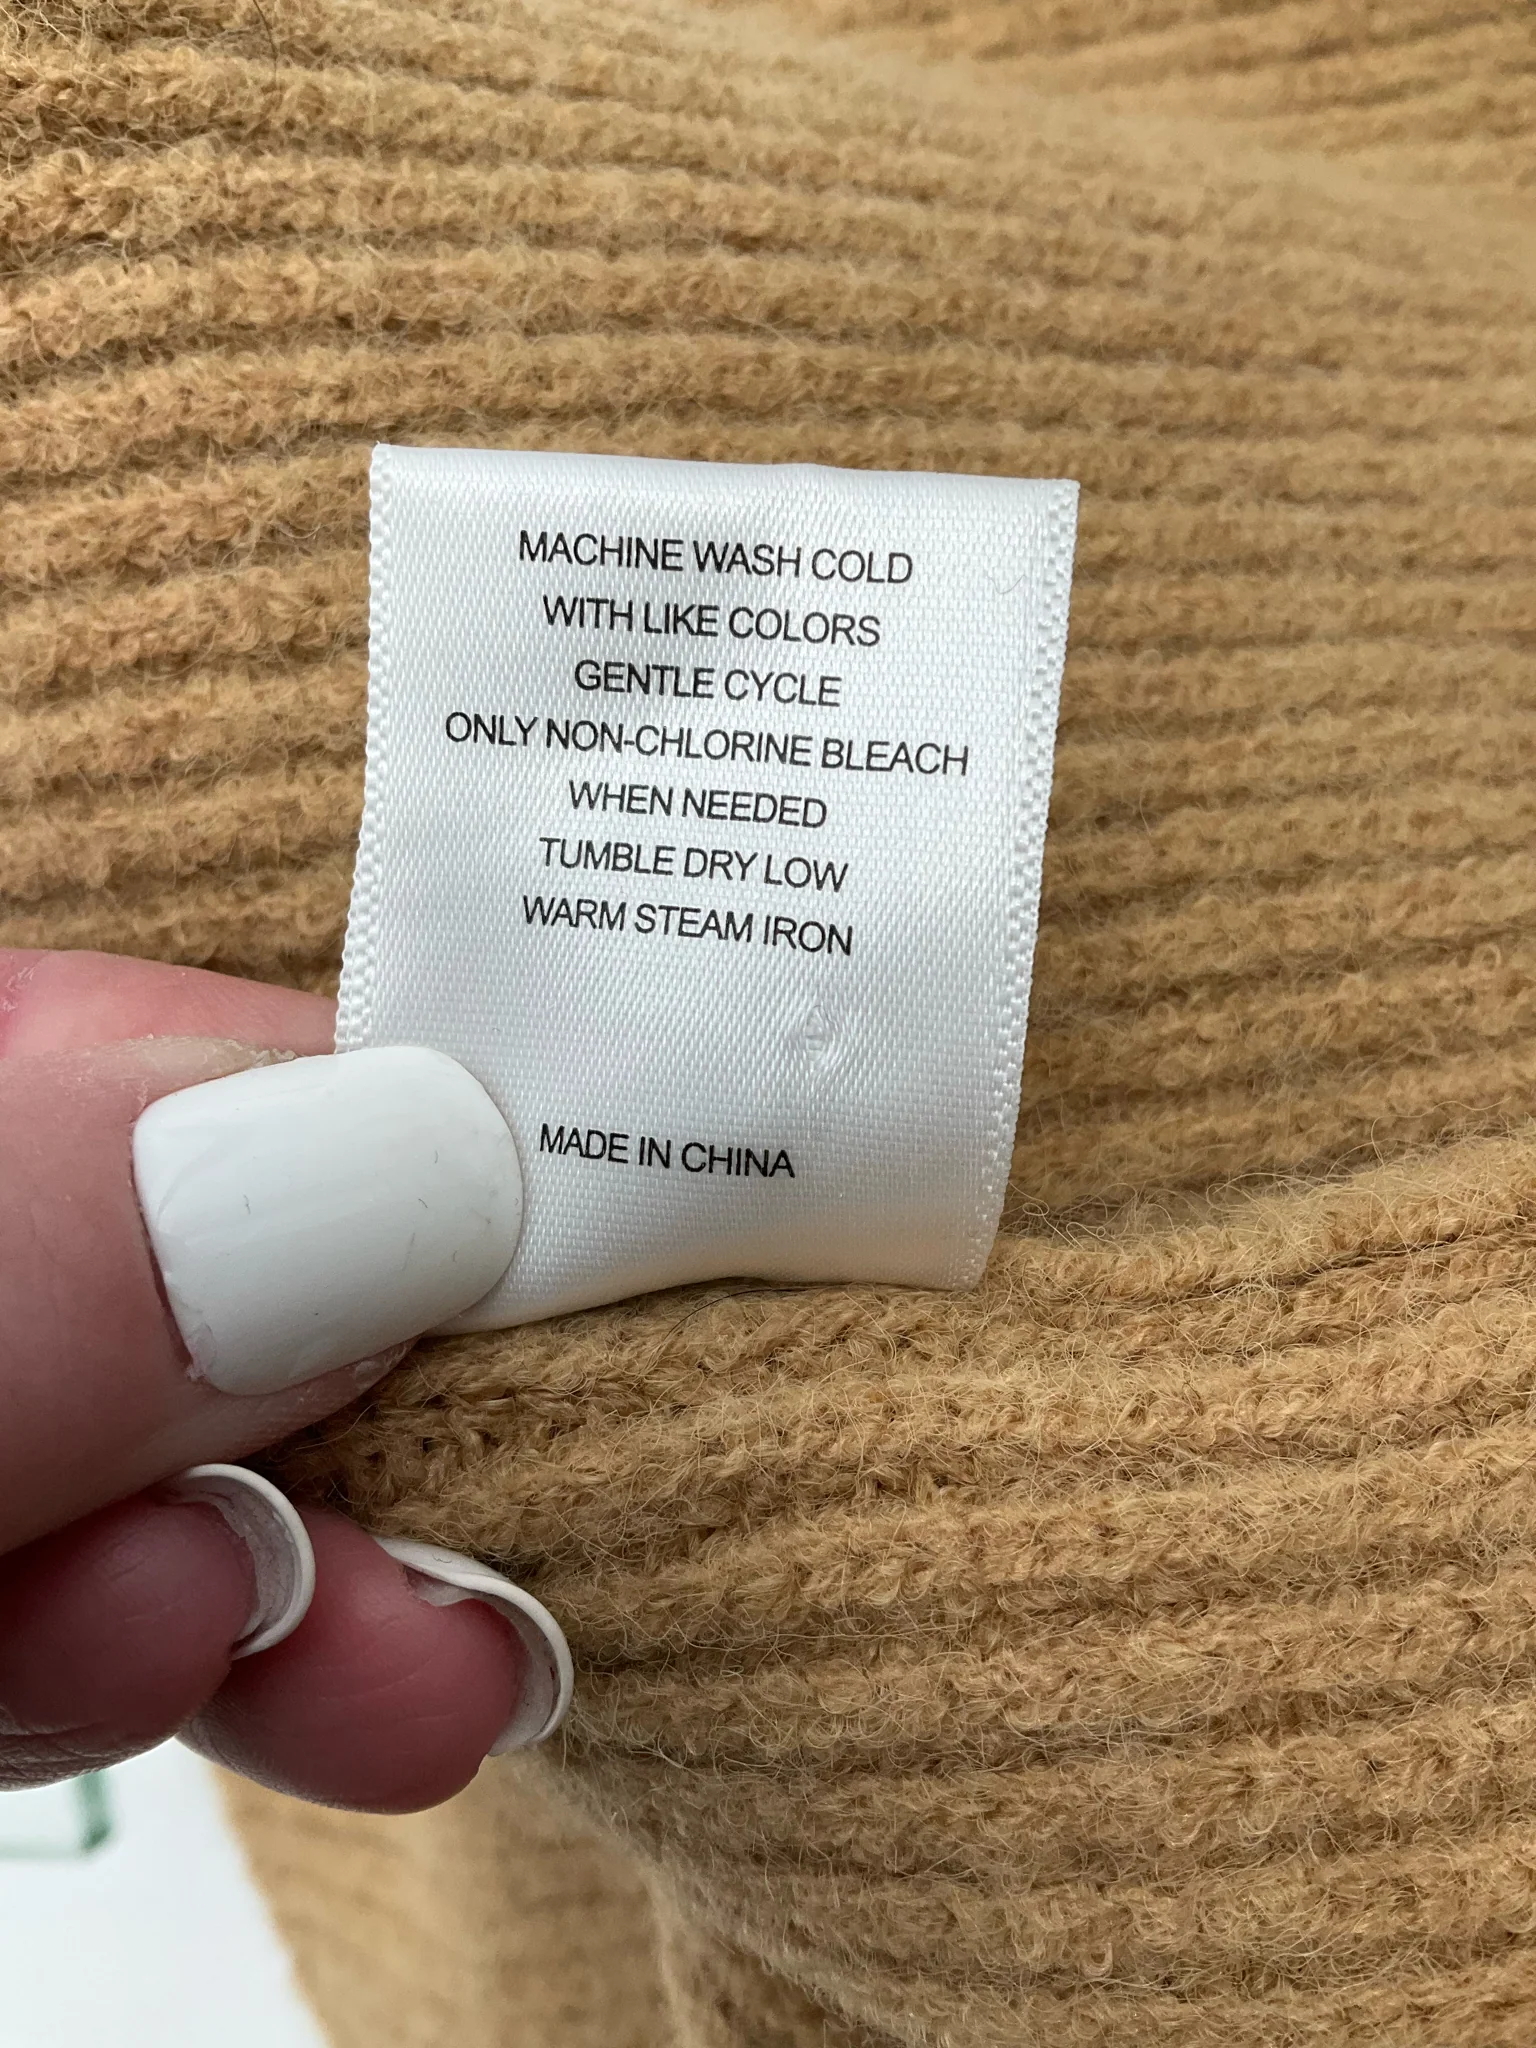 MACHINE WASH COLD
WITH LIKE COLORS
GENTLE CYCLE
ONLY NON-CHLORINE BLEACH
WHEN NEEDED
TUMBLE DRY LOW
WARM STEAM IRON
MADE IN CHINA